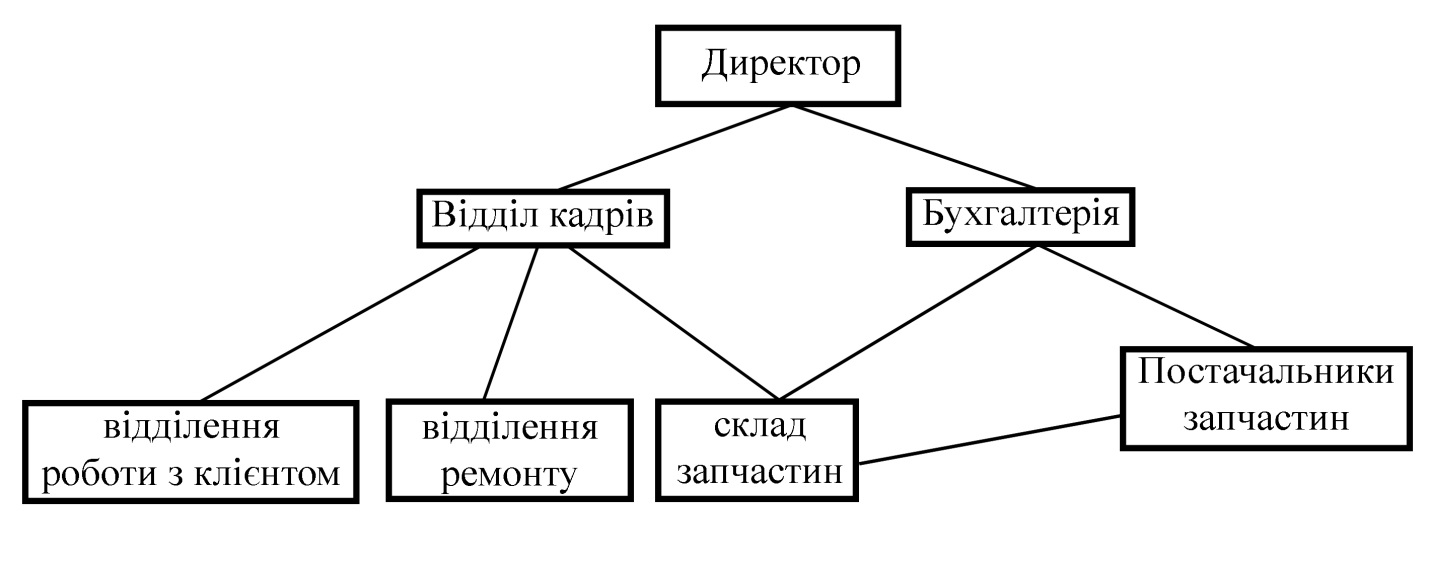 Директор
Відділ кадрів
Бухгалтерія
Постачальники
запчастин
відділення
роботи з клієнтом
відділення
ремонту
склад
запчастин